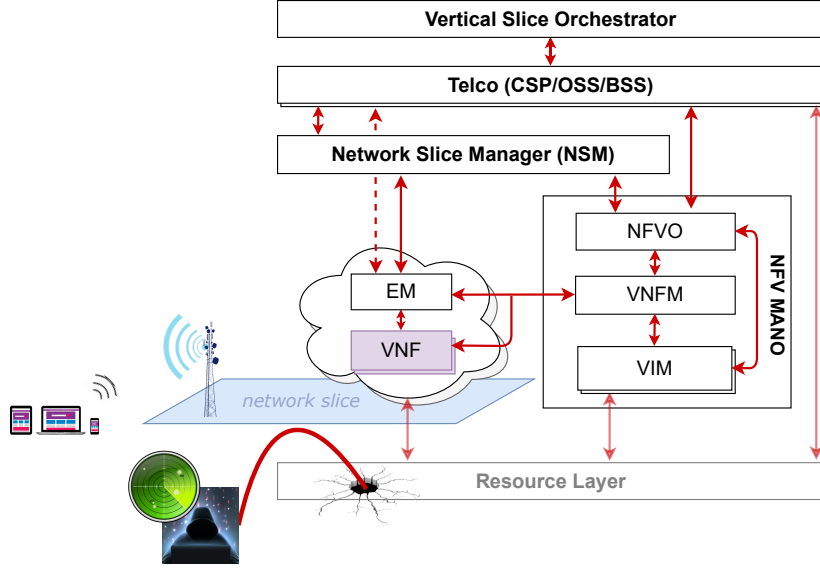 Vertical Slice Orchestrator
Telco (CSP/OSS/BSS)
Network Slice Manager (NSM)
NFVO
EM
VNFM
NFV MANO
VNF
VIM
network slice
Resource Layer